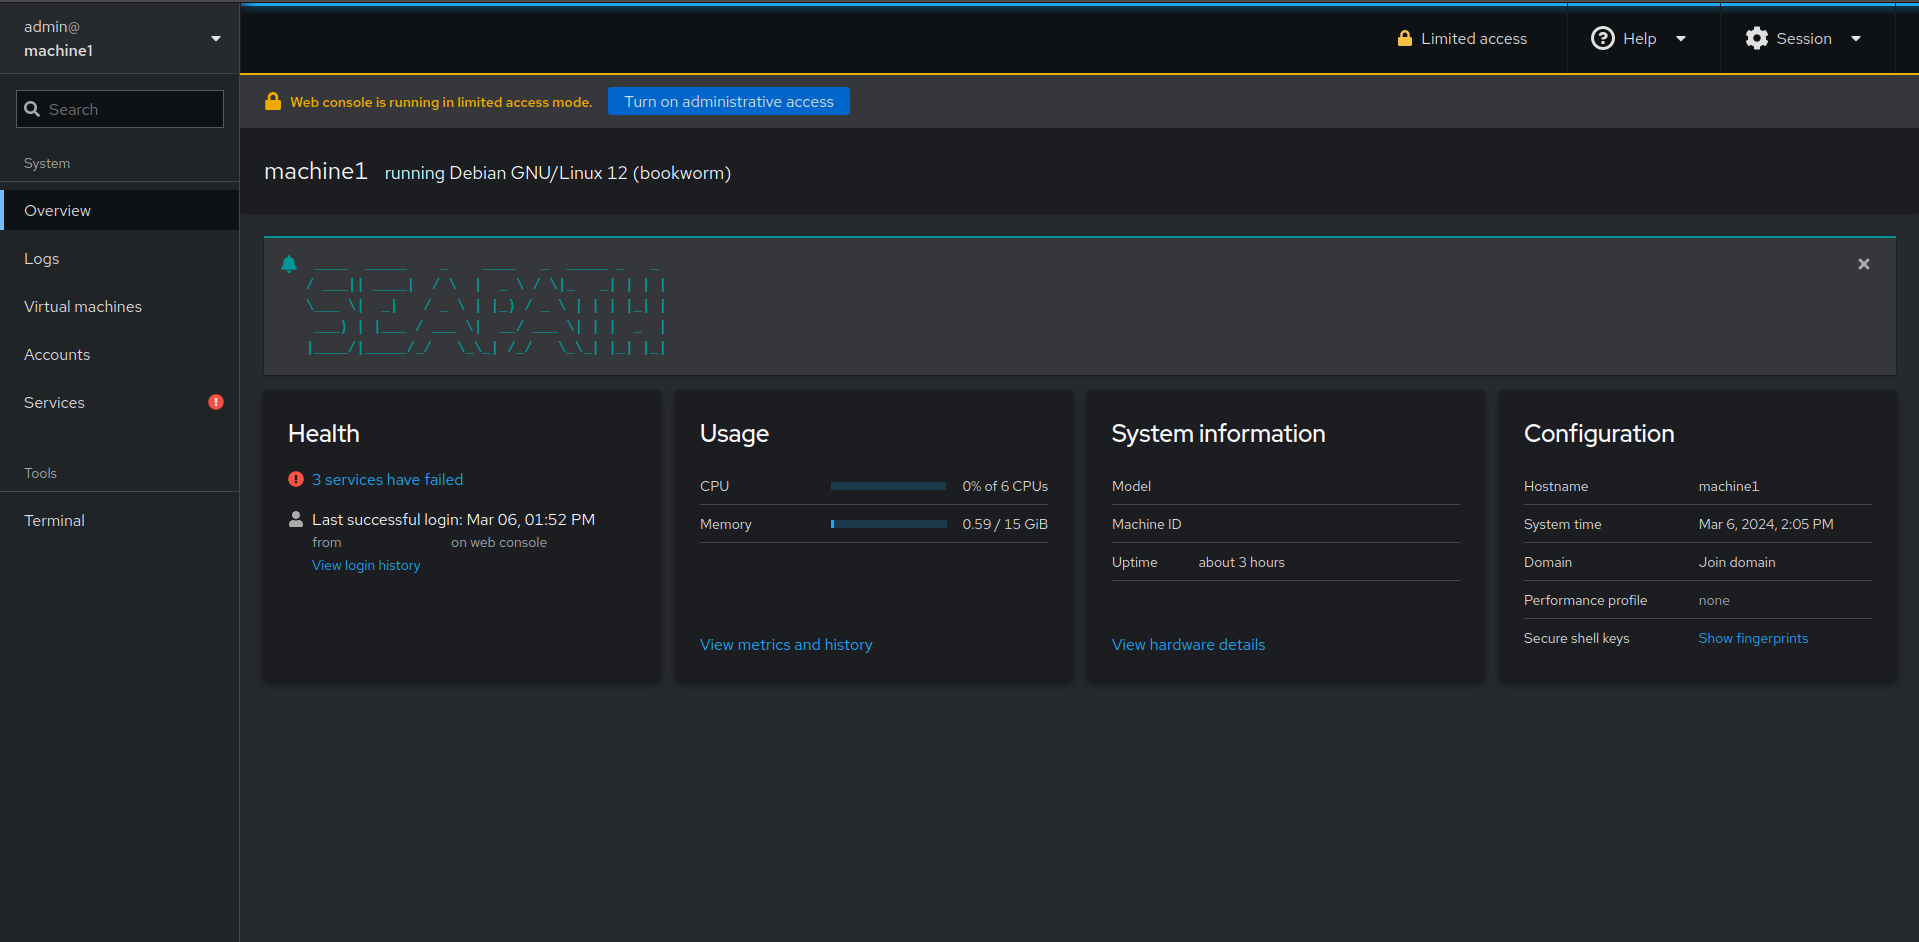 admin@
machine1
Search
System
Overview
Logs
Virtual machines
Accounts
Services
Tools
Terminal
Limited access
Help
Session
Web console is running in limited access mode.
Turn on administrative access
machine1 running Debian GNU/Linux 12 (bookworm)
SEAPATH
Health
3 services have failed
Last successful login: Mar 06, 01:52 PM
from on web console
View login history
Usage
CPU 0% of 6 CPUs
Memory 0.59 / 15 GiB
View metrics and history
System information
Model
Machine ID
Uptime about 3 hours
View hardware details
Configuration
Hostname machine1
System time Mar 6, 2024, 2:05 PM
Domain Join domain
Performance profile none
Secure shell keys Show fingerprints